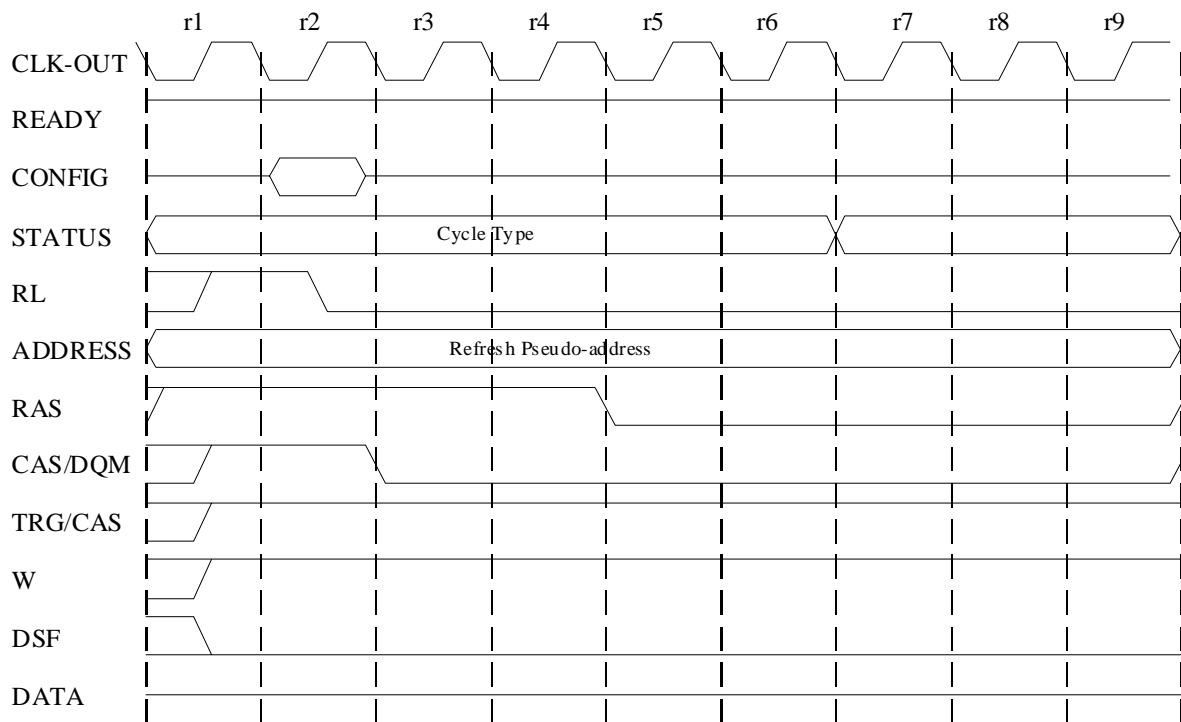 r1 r2 r3 r4 r5 r6 r7 r8 r9
CLK-OUT
READY
CONFIG
STATUS Cycle Type
RL
ADDRESS Refresh Pseudo-address
RAS
CAS/DQM
TRG/CAS
W
DSF
DATA